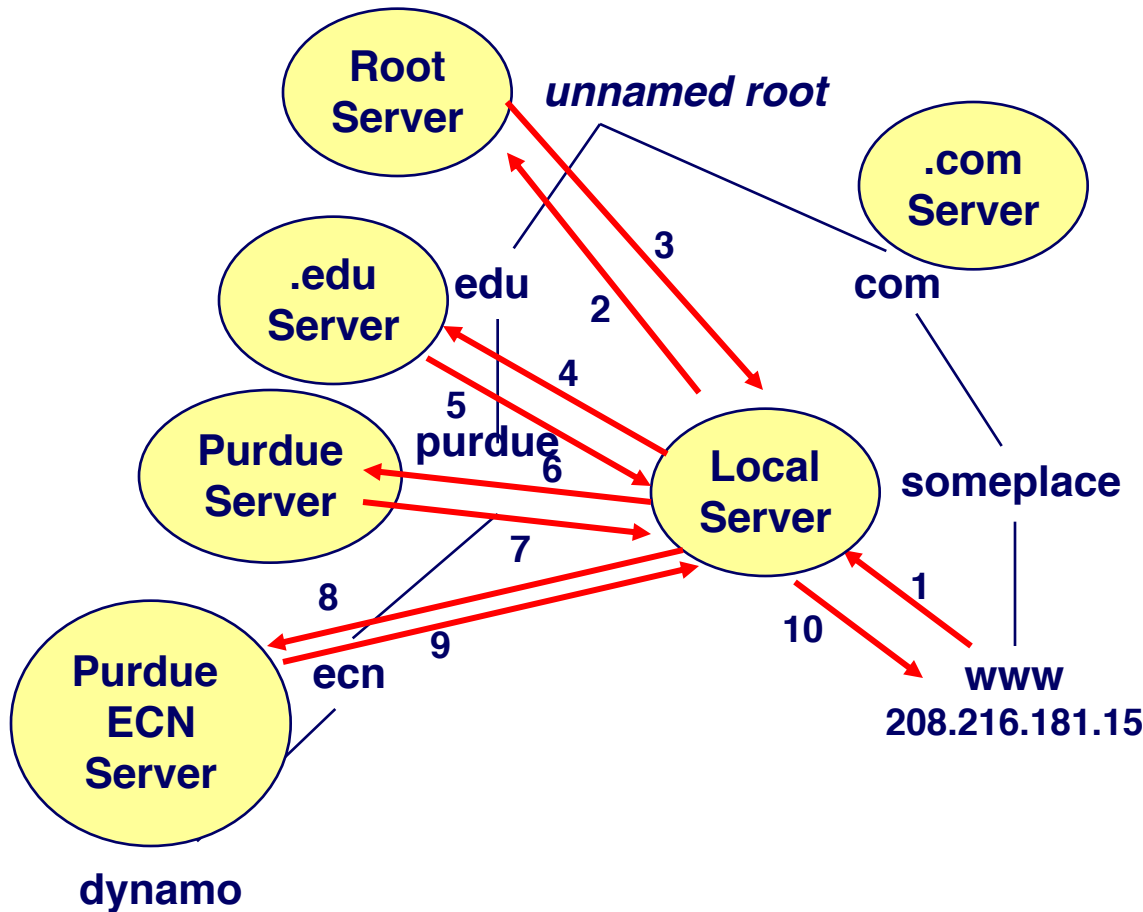 Root
Server
unnamed root
.com
Server
3
.edu
Server
edu
com
2
4
5
purdue
6
Purdue
Server
Local
Server
someplace
7
8
9
1
10
ecn
www
208.216.181.15
Purdue
ECN
Server
dynamo